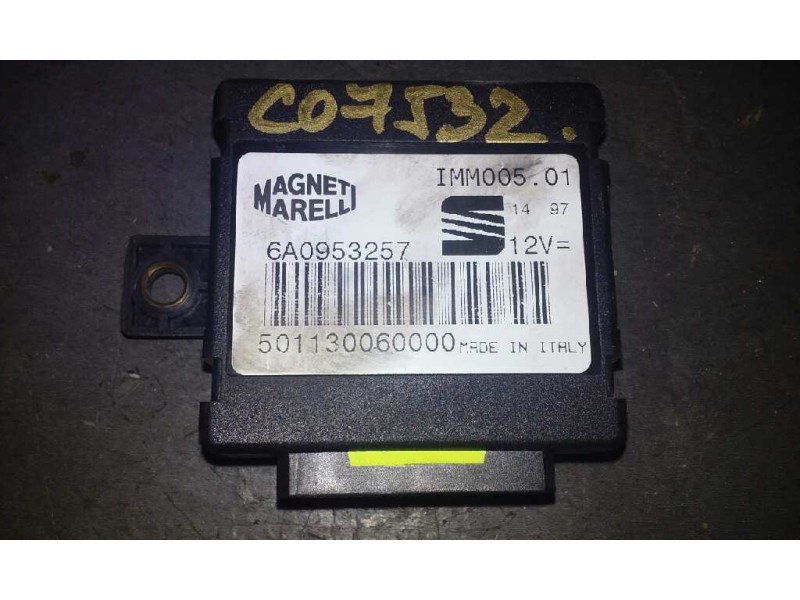 C07532.
MAGNETI MARELLI
IMM005.01
14 97
6A0953257
12V=
501130060000 MADE IN ITALY